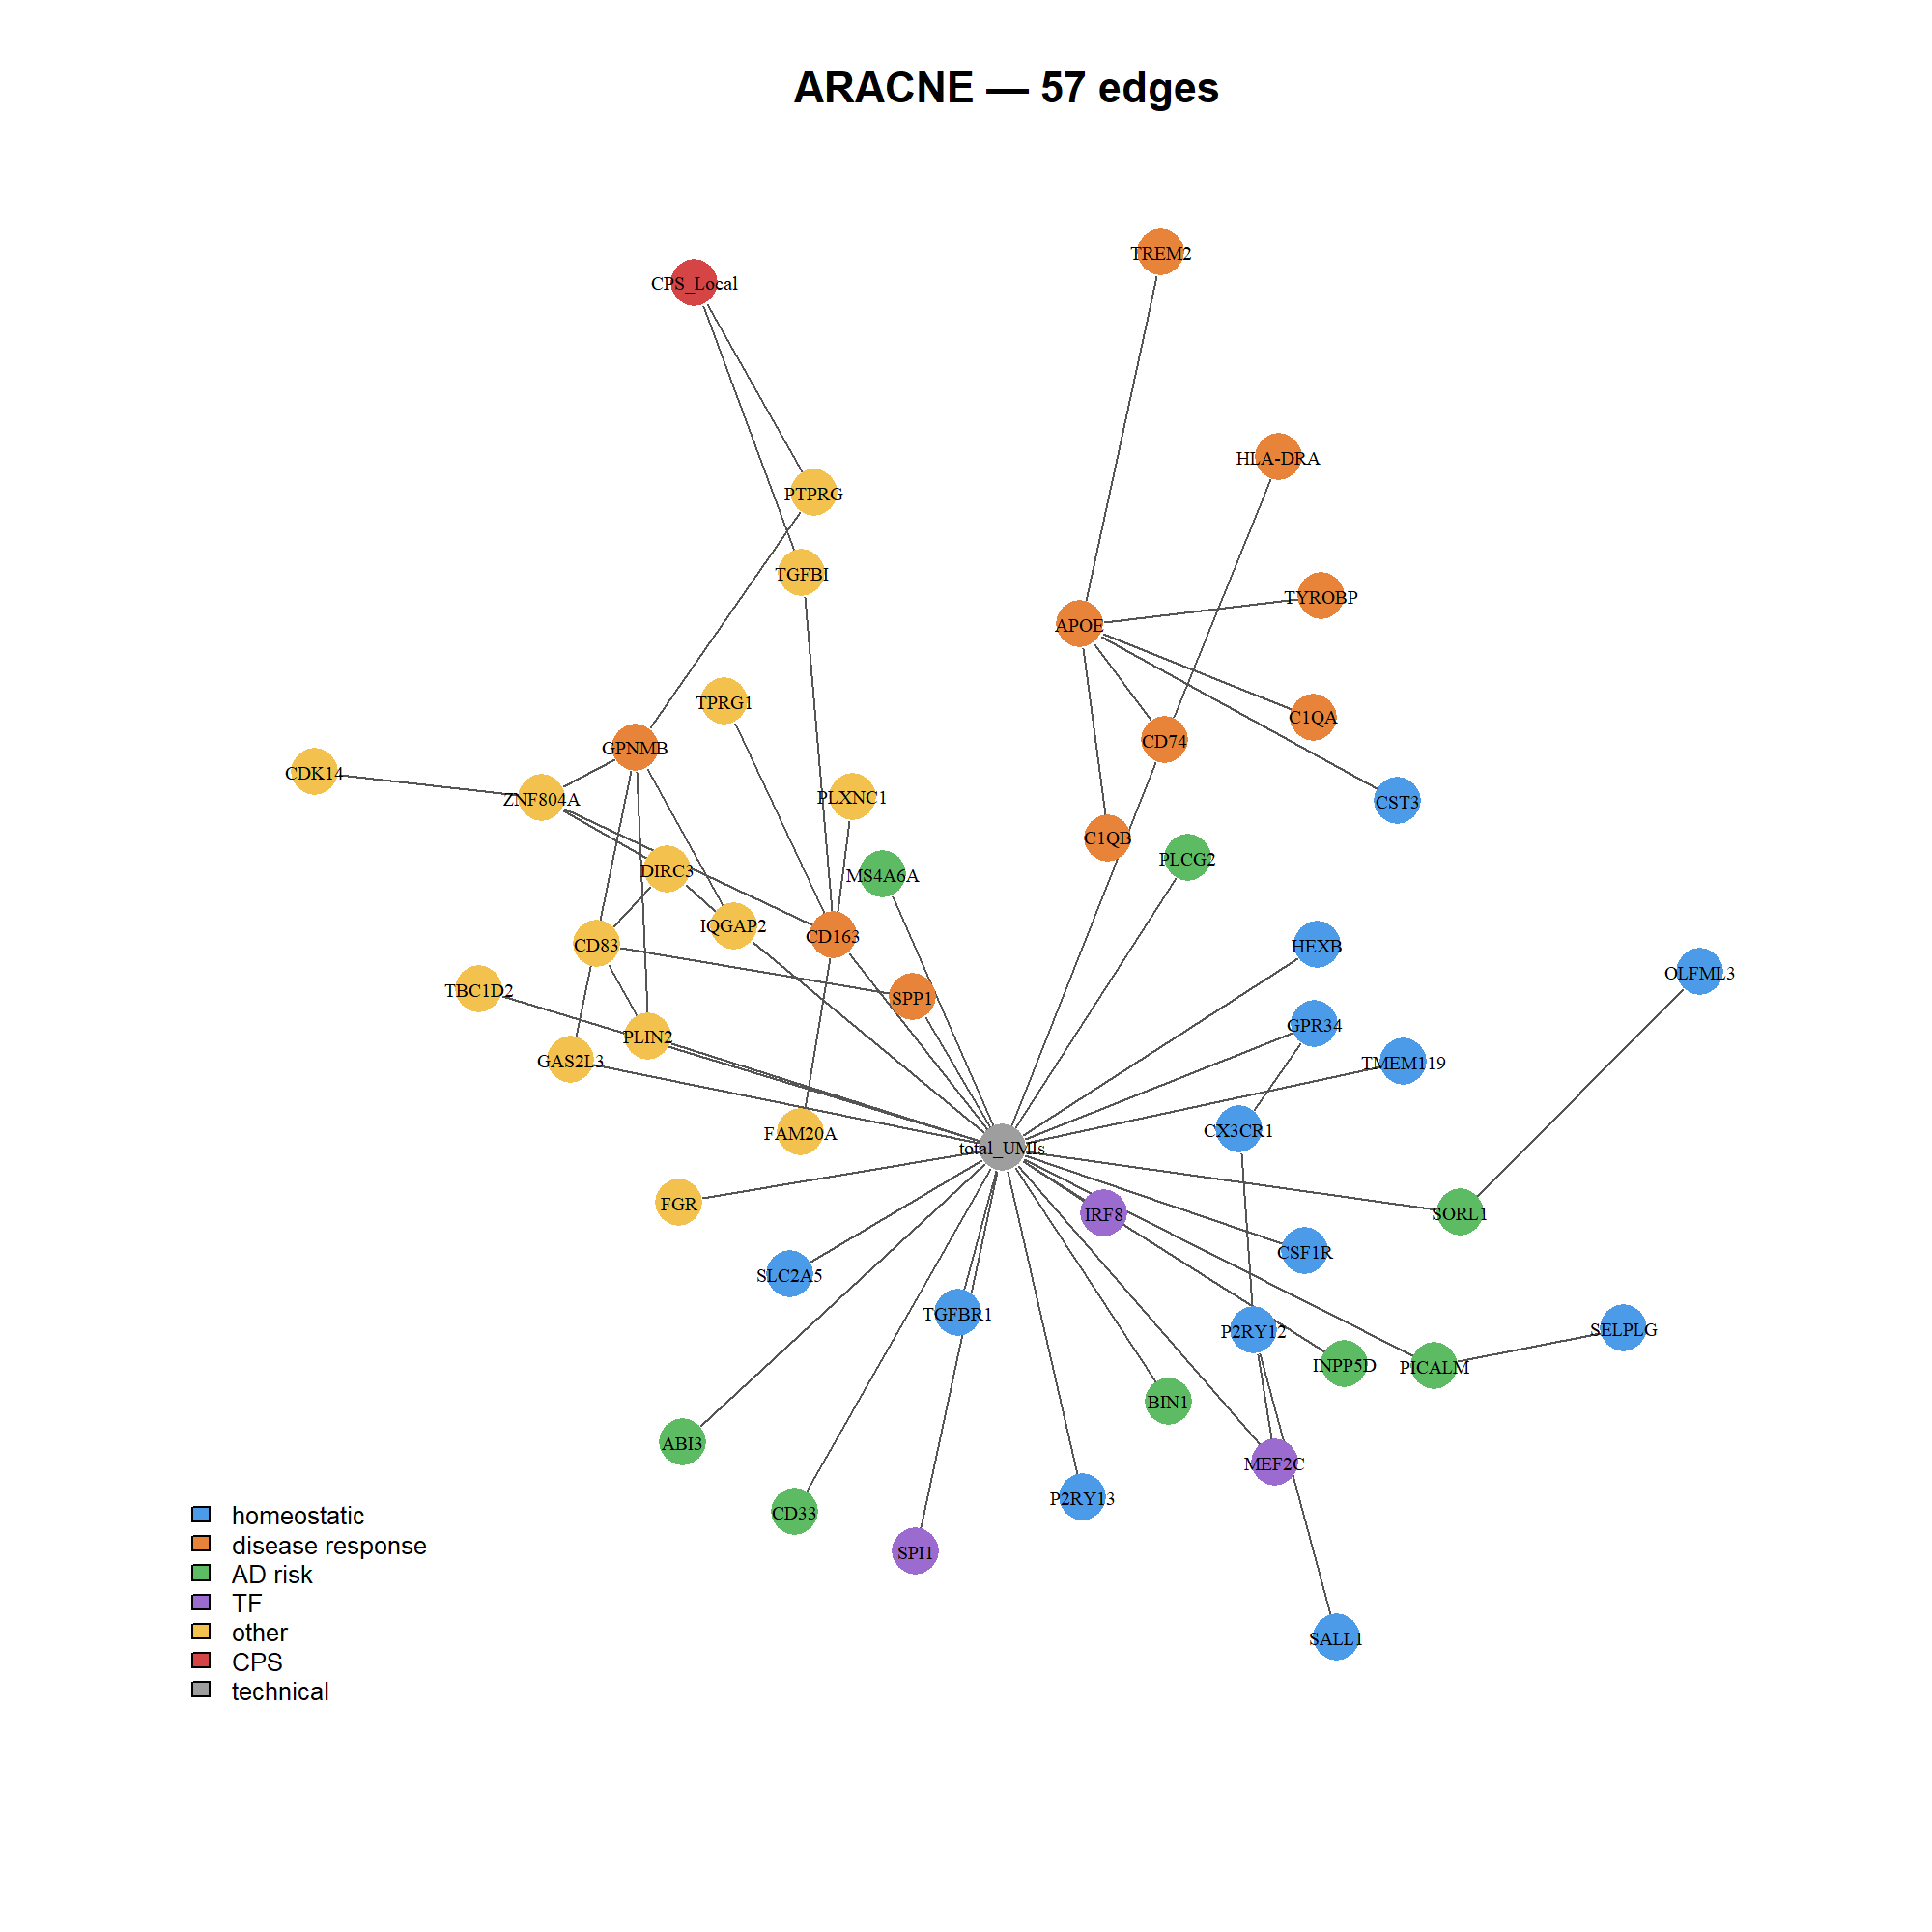 ARACNE — 57 edges
TREM2
CPS_Local
HLA-DRA
PTPRG
TGFBI
TYROBP
APOE
TPRG1
C1QA
GPNMB
CD74
CDK14
ZNF804A
PLXNC1
CST3
C1QB
PLCG2
DIRC3
MS4A6A
IQGAP2
CD163
CD83
HEXB
OLFML3
TBC1D2
SPP1
GPR34
PLIN2
GAS2L3
TMEM119
FAM20A
CX3CR1
total_UMIs
FGR
IRF8
SORL1
CSF1R
SLC2A5
TGFBR1
P2RY12
SELPLG
INPP5D
PICALM
BIN1
ABI3
MEF2C
P2RY13
CD33
SPI1
SALL1
homeostatic
disease response
AD risk
TF
other
CPS
technical